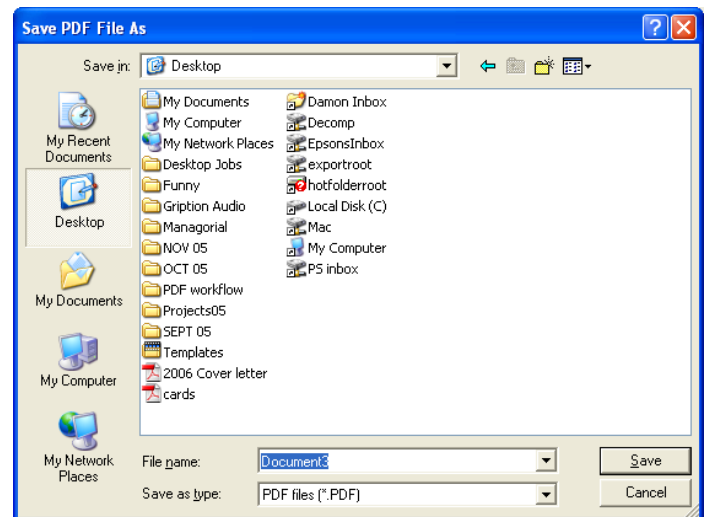 Save PDF File As
Save in:
Desktop
My Recent
Documents
Desktop
My Documents
My Computer
My Network
Places
My Documents
My Computer
My Network Places
Desktop Jobs
Funny
Gription Audio
Managorial
NOV 05
OCT 05
PDF workflow
Projects05
SEPT 05
Templates
2006 Cover letter
cards
Damon Inbox
Decomp
EpsonsInbox
exportroot
hotfolderroot
Local Disk (C)
Mac
My Computer
PS inbox
File name:
Document3
Save
Save as type:
PDF files (*.PDF)
Cancel